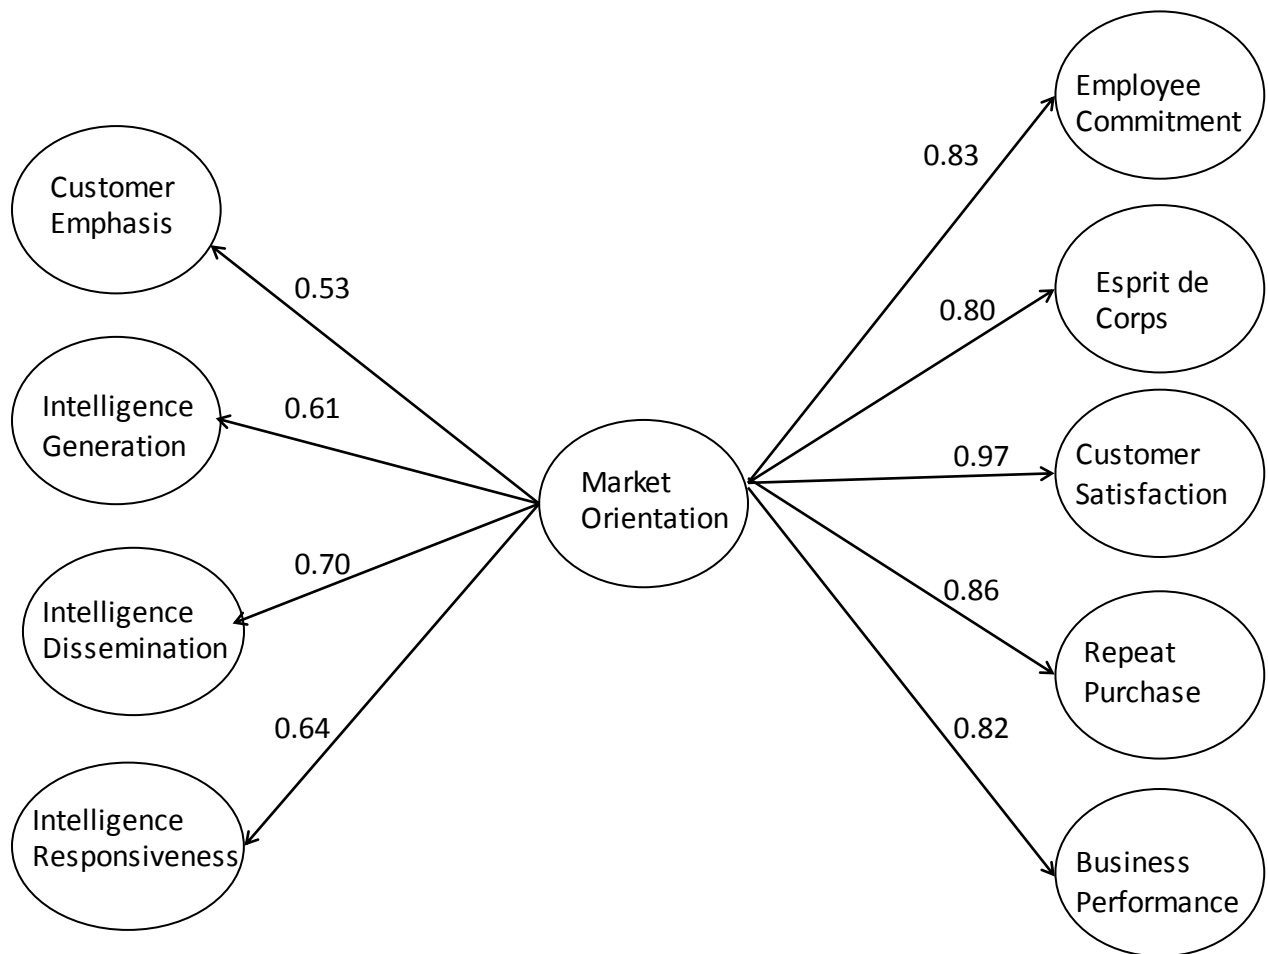 Customer
Emphasis
0.53
Intelligence
Generation
0.61
Intelligence
Dissemination
0.70
Intelligence
Responsiveness
0.64
Market
Orientation
Employee
Commitment
0.83
Esprit de
Corps
0.80
Customer
Satisfaction
0.97
Repeat
Purchase
0.86
Business
Performance
0.82